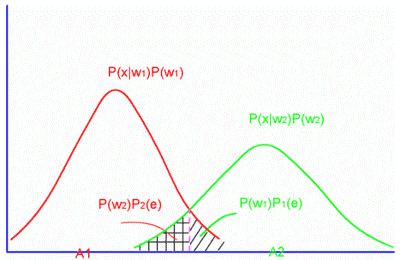 P(x|w1)P(w1)
P(x|w2)P(w2)
P(w2)P2(e)
P(w1)P1(e)
A1
A2